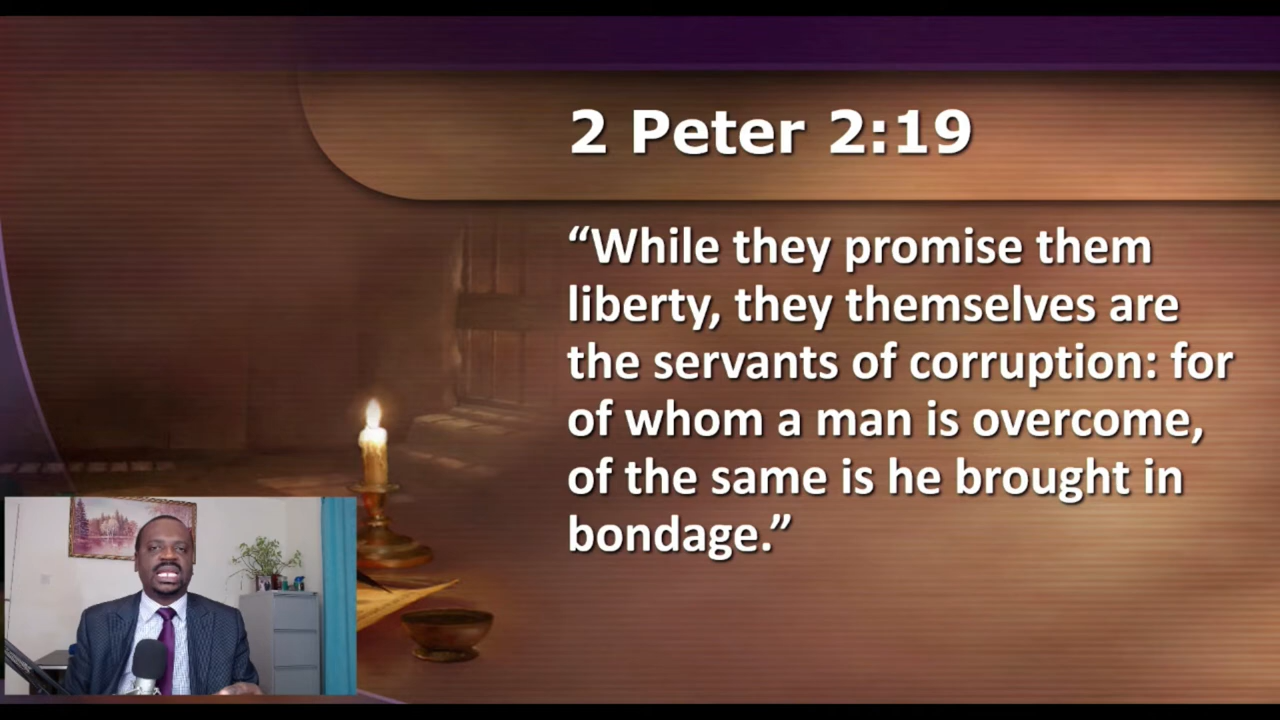 2 Peter 2:19
“While they promise them
liberty, they themselves are
the servants of corruption: for
of whom a man is overcome,
of the same is he brought in
bondage.”